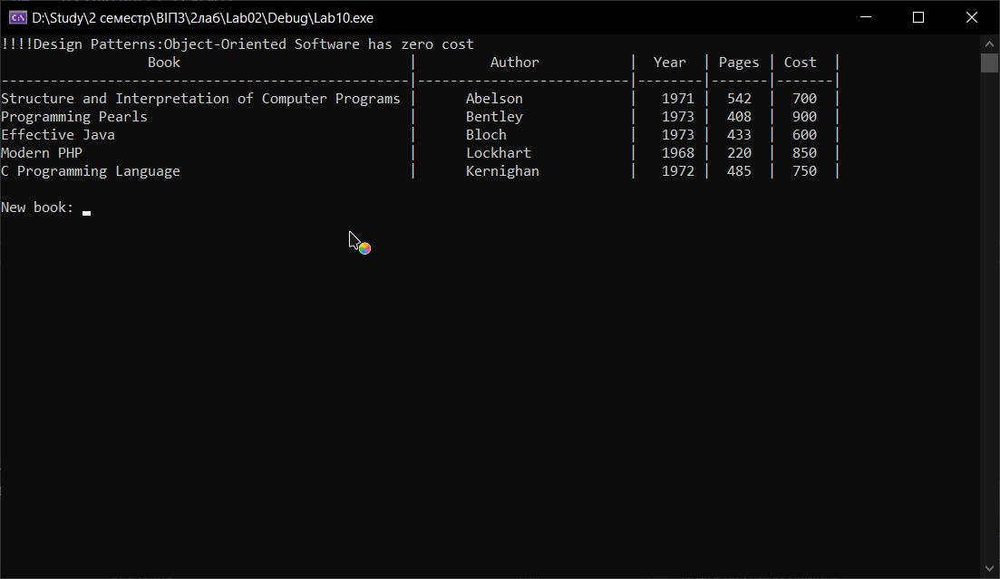 D:\Study\2 семестр\ВІПЗ\2лаб\Lab02\Debug\Lab10.exe
!!!!Design Patterns:Object-Oriented Software has zero cost
                  Book                            |         Author           |  Year  | Pages | Cost  |
--------------------------------------------------|--------------------------|--------|-------|-------|
Structure and Interpretation of Computer Programs |      Abelson             |   1971 |  542  |  700  |
Programming Pearls                                |      Bentley             |   1973 |  408  |  900  |
Effective Java                                    |      Bloch               |   1973 |  433  |  600  |
Modern PHP                                        |      Lockhart            |   1968 |  220  |  850  |
C Programming Language                            |      Kernighan           |   1972 |  485  |  750  |
New book: